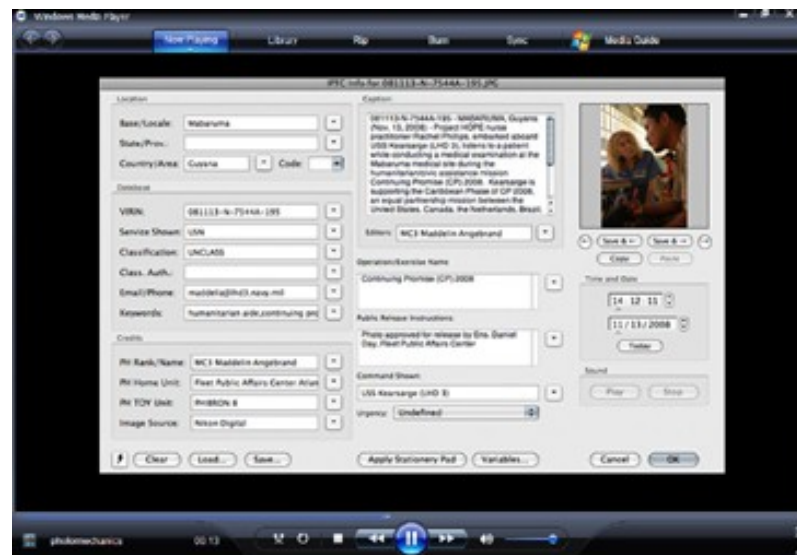 Windows Media Player
Now Playing Library Rip Burn Sync Media Guide
IPTC Info for 081113-N-7544A-195.JPG
Location
Base/Locale: Mabaruma
State/Prov.:
Country/Area: Guyana Code:
Database
VIRIN: 081113-N-7544A-195
Service Shown: USN
Classification: UNCLASS
Class. Auth.:
Email/Phone:
Keywords: humanitarian aide,continuing pro
Credits
PH Rank/Name: MC3 Maddelin Angebrand
PH Home Unit: Fleet Public Affairs Center Atlan
PH TDY Unit: PHIBRON 8
Image Source: Nikon Digital
Clear Load... Save...
Caption:
081113-N-7544A-195 - MABARUMA, Guyana
(Nov. 13, 2008) - Project HOPE nurse
practitioner Rachel Philips, embarked aboard
USS Kearsarge (LHD 3), listens to a patient
while conducting a medical examination at the
Mabaruma medical site during the
humanitarian/civic assistance mission
Continuing Promise (CP) 2008. Kearsarge is
supporting the Caribbean Phase of CP 2008,
an equal partnership mission between the
United States, Canada, the Netherlands, Brazil,
Editors: MC3 Maddelin Angebrand
Operation/Exercise Name
Continuing Promise (CP) 2008
Public Release Instructions:
Photo approved for release by Ens. Daniel
Day, Fleet Public Affairs Center
Command Shown:
USS Kearsarge (LHD 3)
Urgency: Undefined
Apply Stationery Pad Variables...
Save & Save &
Copy Paste
Time and Date
14 12 11
11/13/2008
Today
Sound
Play Stop
Cancel OK
photomechanics 00:13